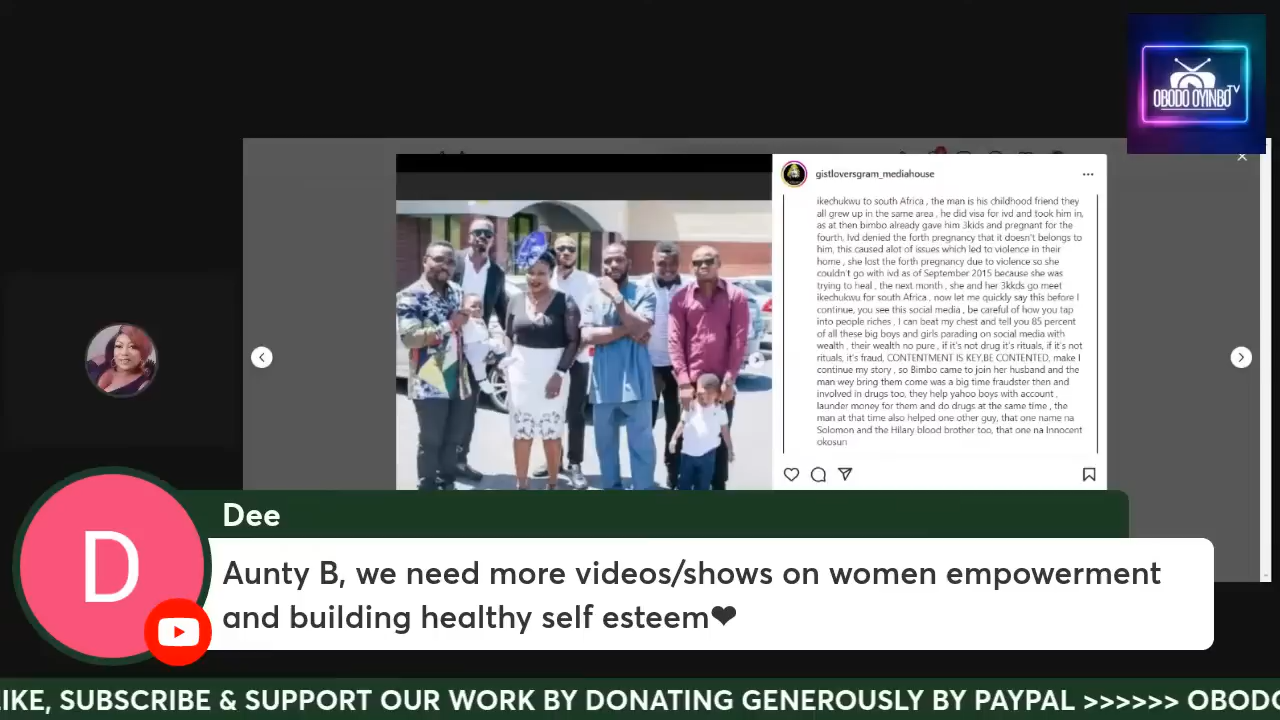 OBODO OYINBO TV
gistloversgram_mediahouse
ikechukwu to south Africa , the man is his childhood friend they
all grew up in the same area , he did visa for ivd and took him in,
as at then bimbo already gave him 3kids and pregnant for the
fourth, Ivd denied the forth pregnancy that it doesn't belongs to
him, this caused alot of issues which led to violence in their
home , she lost the forth pregnancy due to violence so she
couldn't go with ivd as of September 2015 because she was
trying to heal , the next month , she and her 3kkds go meet
ikechukwu for south Africa , now let me quickly say this before I
continue, you see this social media , be careful of how you tap
into people riches , I can beat my chest and tell you 85 percent
of all these big boys and girls parading on social media with
wealth , their wealth no pure , if it's not drug it's rituals, if it's not
rituals, it's fraud, CONTENTMENT IS KEY,BE CONTENTED, make I
continue my story , so Bimbo came to join her husband and the
man wey bring them come was a big time fraudster then and
involved in drugs too, they help yahoo boys with account ,
launder money for them and do drugs at the same time , the
man at that time also helped one other guy, that one name na
Solomon and the Hilary blood brother too, that one na Innocent
okosun
D
Dee
Aunty B, we need more videos/shows on women empowerment
and building healthy self esteem❤
IKE, SUBSCRIBE & SUPPORT OUR WORK BY DONATING GENEROUSLY BY PAYPAL >>>>>> OBODO